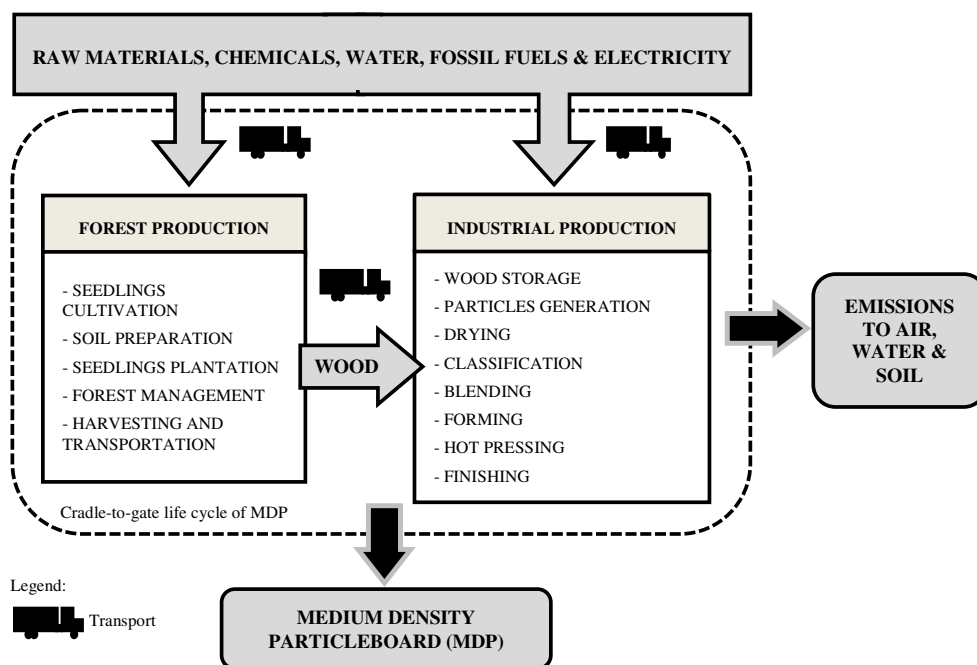 RAW MATERIALS, CHEMICALS, WATER, FOSSIL FUELS & ELECTRICITY
FOREST PRODUCTION
- SEEDLINGS
CULTIVATION
- SOIL PREPARATION
- SEEDLINGS PLANTATION
- FOREST MANAGEMENT
- HARVESTING AND
TRANSPORTATION
WOOD
INDUSTRIAL PRODUCTION
- WOOD STORAGE
- PARTICLES GENERATION
- DRYING
- CLASSIFICATION
- BLENDING
- FORMING
- HOT PRESSING
- FINISHING
EMISSIONS
TO AIR,
WATER &
SOIL
Cradle-to-gate life cycle of MDP
Legend:
Transport
MEDIUM DENSITY
PARTICLEBOARD (MDP)